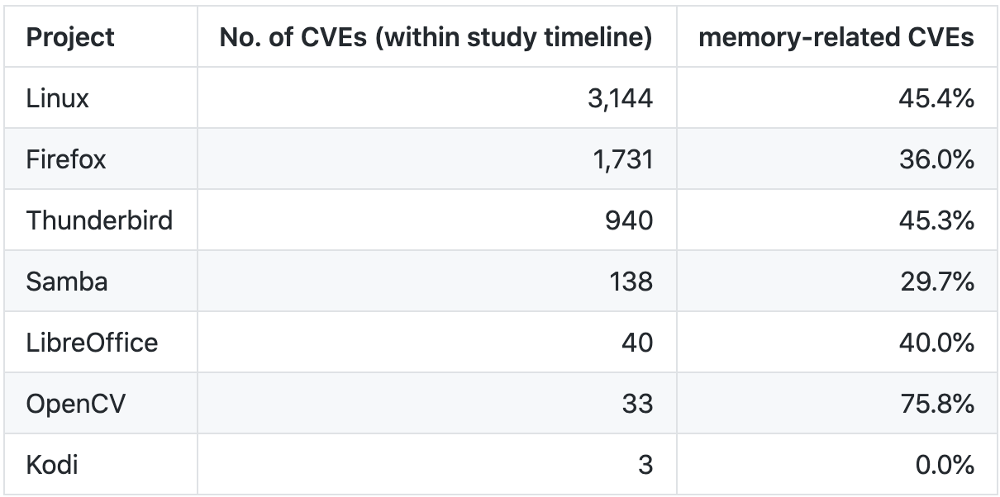 Project No. of CVEs (within study timeline) memory-related CVEs
Linux 3,144 45.4%
Firefox 1,731 36.0%
Thunderbird 940 45.3%
Samba 138 29.7%
LibreOffice 40 40.0%
OpenCV 33 75.8%
Kodi 3 0.0%